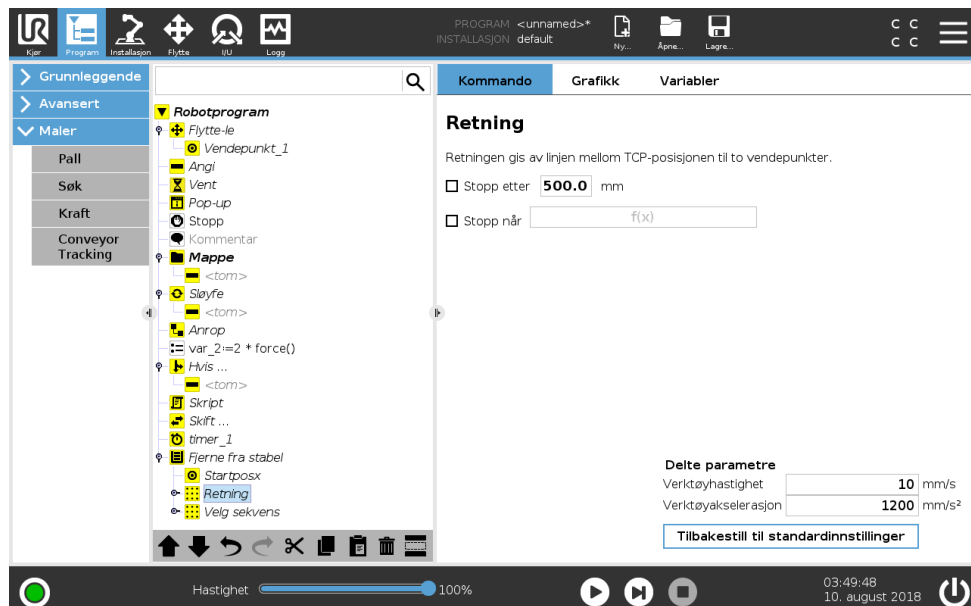 PROGRAM <unnamed>*
INSTALLASJON default
C C
C C
Kjør
Program
Installasjon
Flytte
I/U
Logg
Ny...
Åpne...
Lagre...
Grunnleggende
Avansert
Maler
Pall
Søk
Kraft
Conveyor
Tracking
Robotprogram
Flytte-le
Vendepunkt_1
Angi
Vent
Pop-up
Stopp
Kommentar
Mappe
<tom>
Sløyfe
<tom>
Anrop
var_2:=2 * force()
Hvis ...
<tom>
Skript
Skift ...
timer_1
Fjerne fra stabel
Startposx
Retning
Velg sekvens
Kommando
Grafikk
Variabler
Retning
Retningen gis av linjen mellom TCP-posisjonen til to vendepunkter.
Stopp etter 500.0 mm
Stopp når f(x)
Delte parametre
Verktøyhastighet 10 mm/s
Verktøyakselerasjon 1200 mm/s²
Tilbakestill til standardinnstillinger
Hastighet 100%
03:49:48
10. august 2018